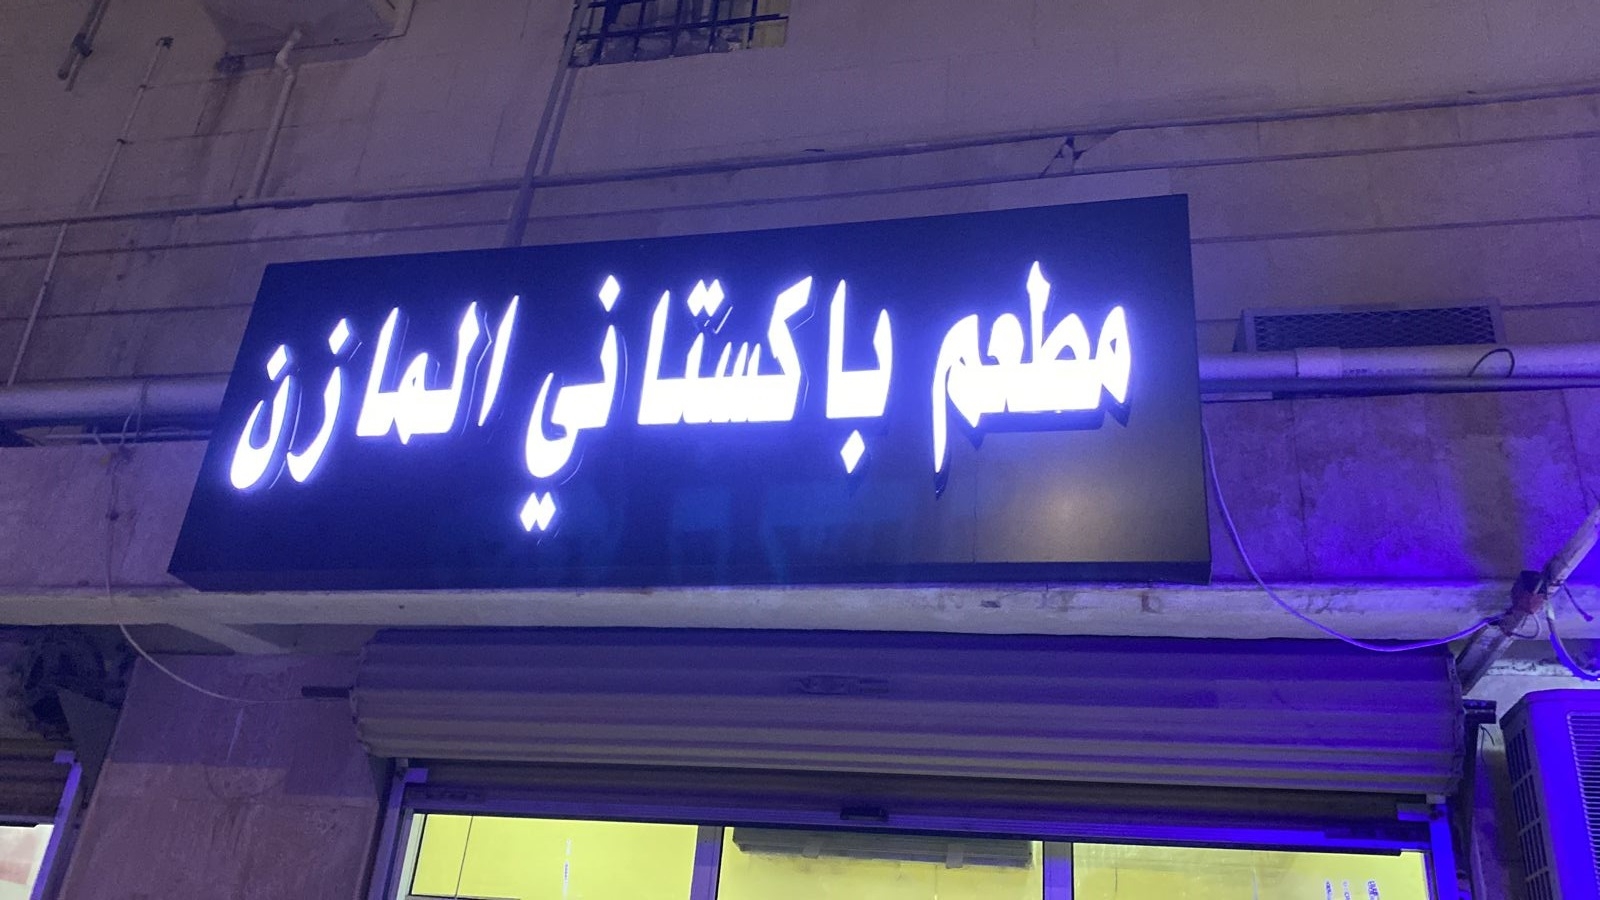 مطعم باكستاني المازن